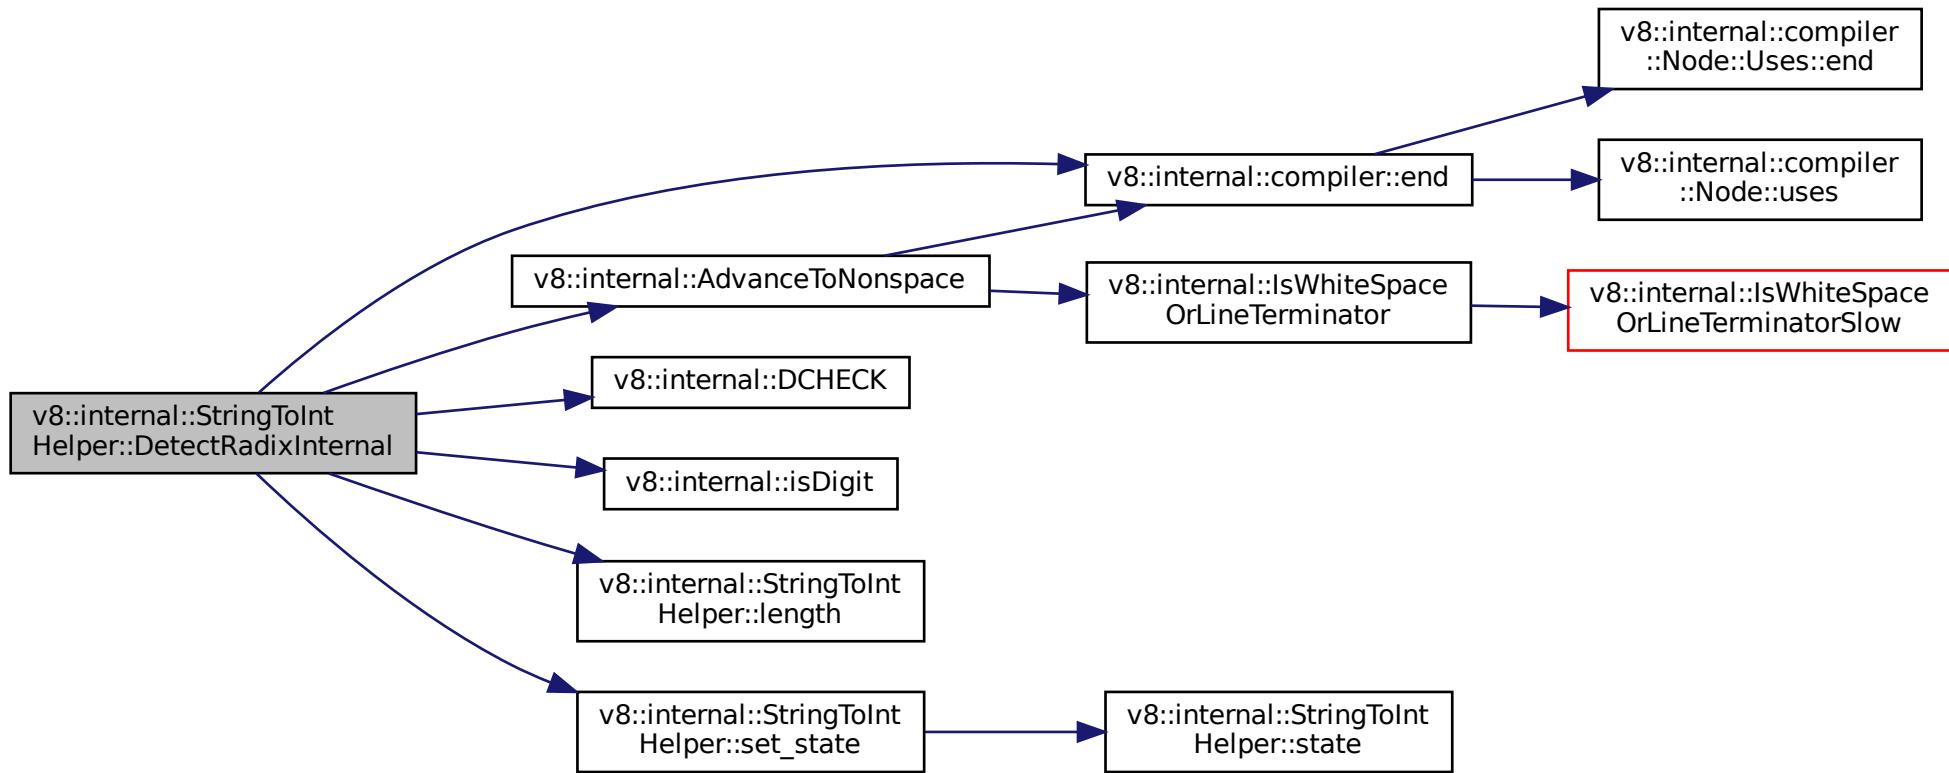 v8::internal::compiler
::Node::Uses::end
v8::internal::compiler::end
v8::internal::compiler
::Node::uses
v8::internal::AdvanceToNonspace
v8::internal::IsWhiteSpace
OrLineTerminator
v8::internal::IsWhiteSpace
OrLineTerminatorSlow
v8::internal::DCHECK
v8::internal::StringToInt
Helper::DetectRadixInternal
v8::internal::isDigit
v8::internal::StringToInt
Helper::length
v8::internal::StringToInt
Helper::set_state
v8::internal::StringToInt
Helper::state